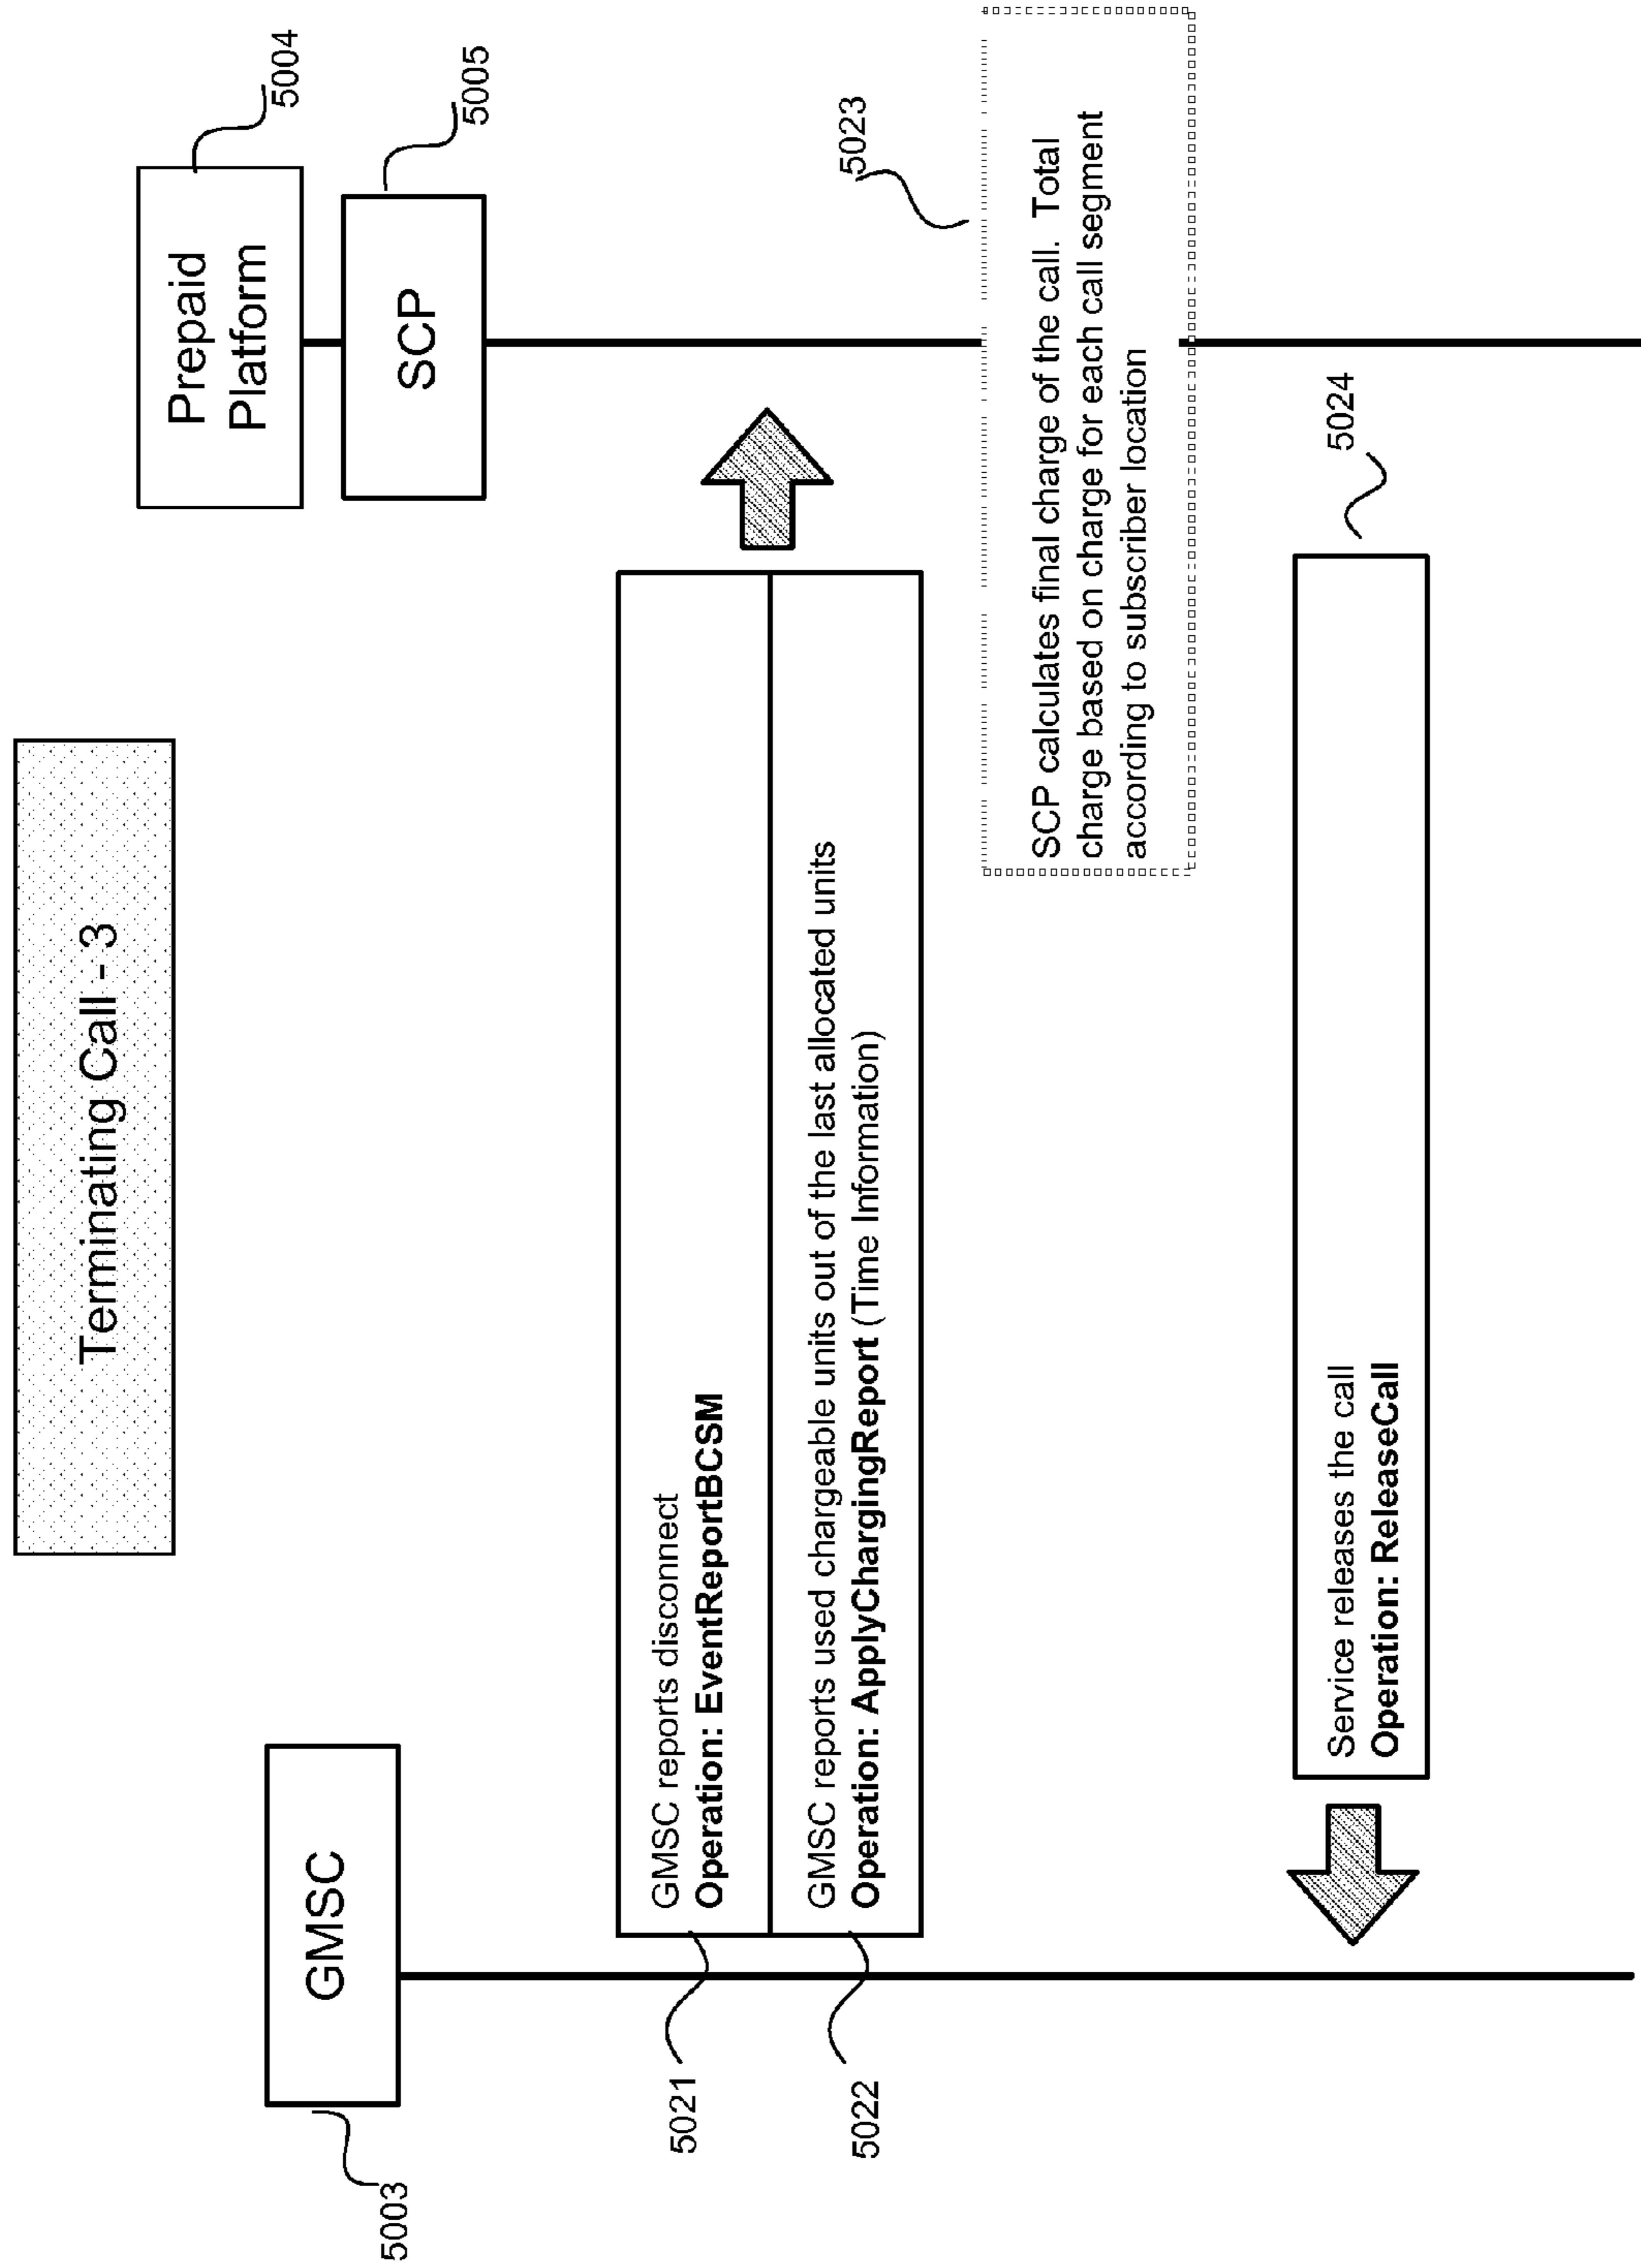 Terminating Call - 3
GMSC
5003
Prepaid
Platform
5004
SCP
5005
GMSC reports disconnect
Operation: EventReportBCSM
5021
GMSC reports used chargeable units out of the last allocated units
Operation: ApplyChargingReport (Time Information)
5022
5023
SCP calculates final charge of the call. Total
charge based on charge for each call segment
according to subscriber location
Service releases the call
Operation: ReleaseCall
5024